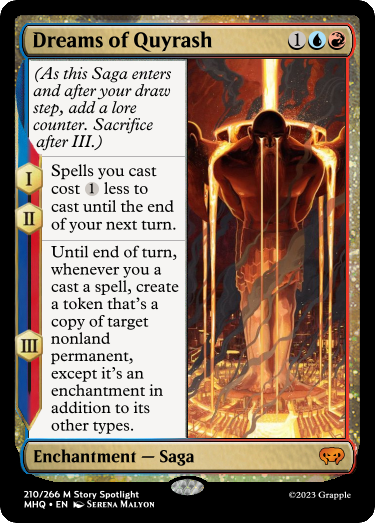 Dreams of Quyrash 1
(As this Saga enters
and after your draw
step, add a lore
counter. Sacrifice
after III.)
I
II
Spells you cast
cost 1 less to
cast until the end
of your next turn.
III
Until end of turn,
whenever you a
cast a spell, create
a token that's a
copy of target
nonland
permanent,
except it's an
enchantment in
addition to its
other types.
Enchantment — Saga
210/266 M Story Spotlight
MHQ • EN Serena Malyon
©2023 Grapple